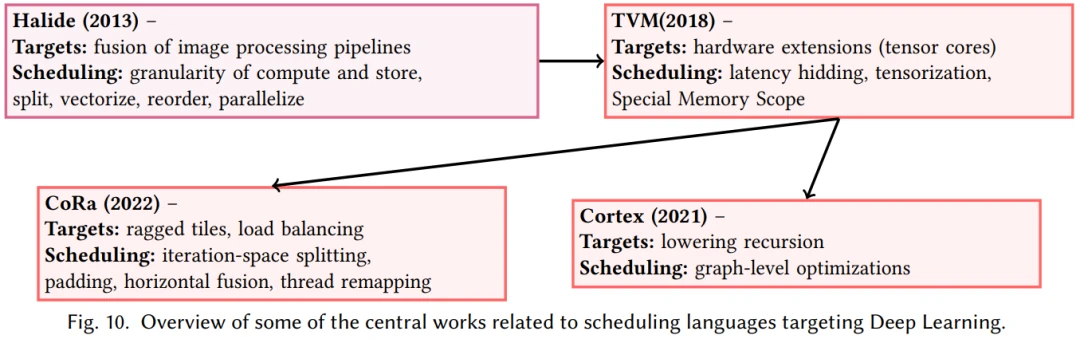 Halide (2013) –
Targets: fusion of image processing pipelines
Scheduling: granularity of compute and store,
split, vectorize, reorder, parallelize
TVM(2018) –
Targets: hardware extensions (tensor cores)
Scheduling: latency hidding, tensorization,
Special Memory Scope
CoRa (2022) –
Targets: ragged tiles, load balancing
Scheduling: iteration-space splitting,
padding, horizontal fusion, thread remapping
Cortex (2021) –
Targets: lowering recursion
Scheduling: graph-level optimizations
Fig. 10. Overview of some of the central works related to scheduling languages targeting Deep Learning.